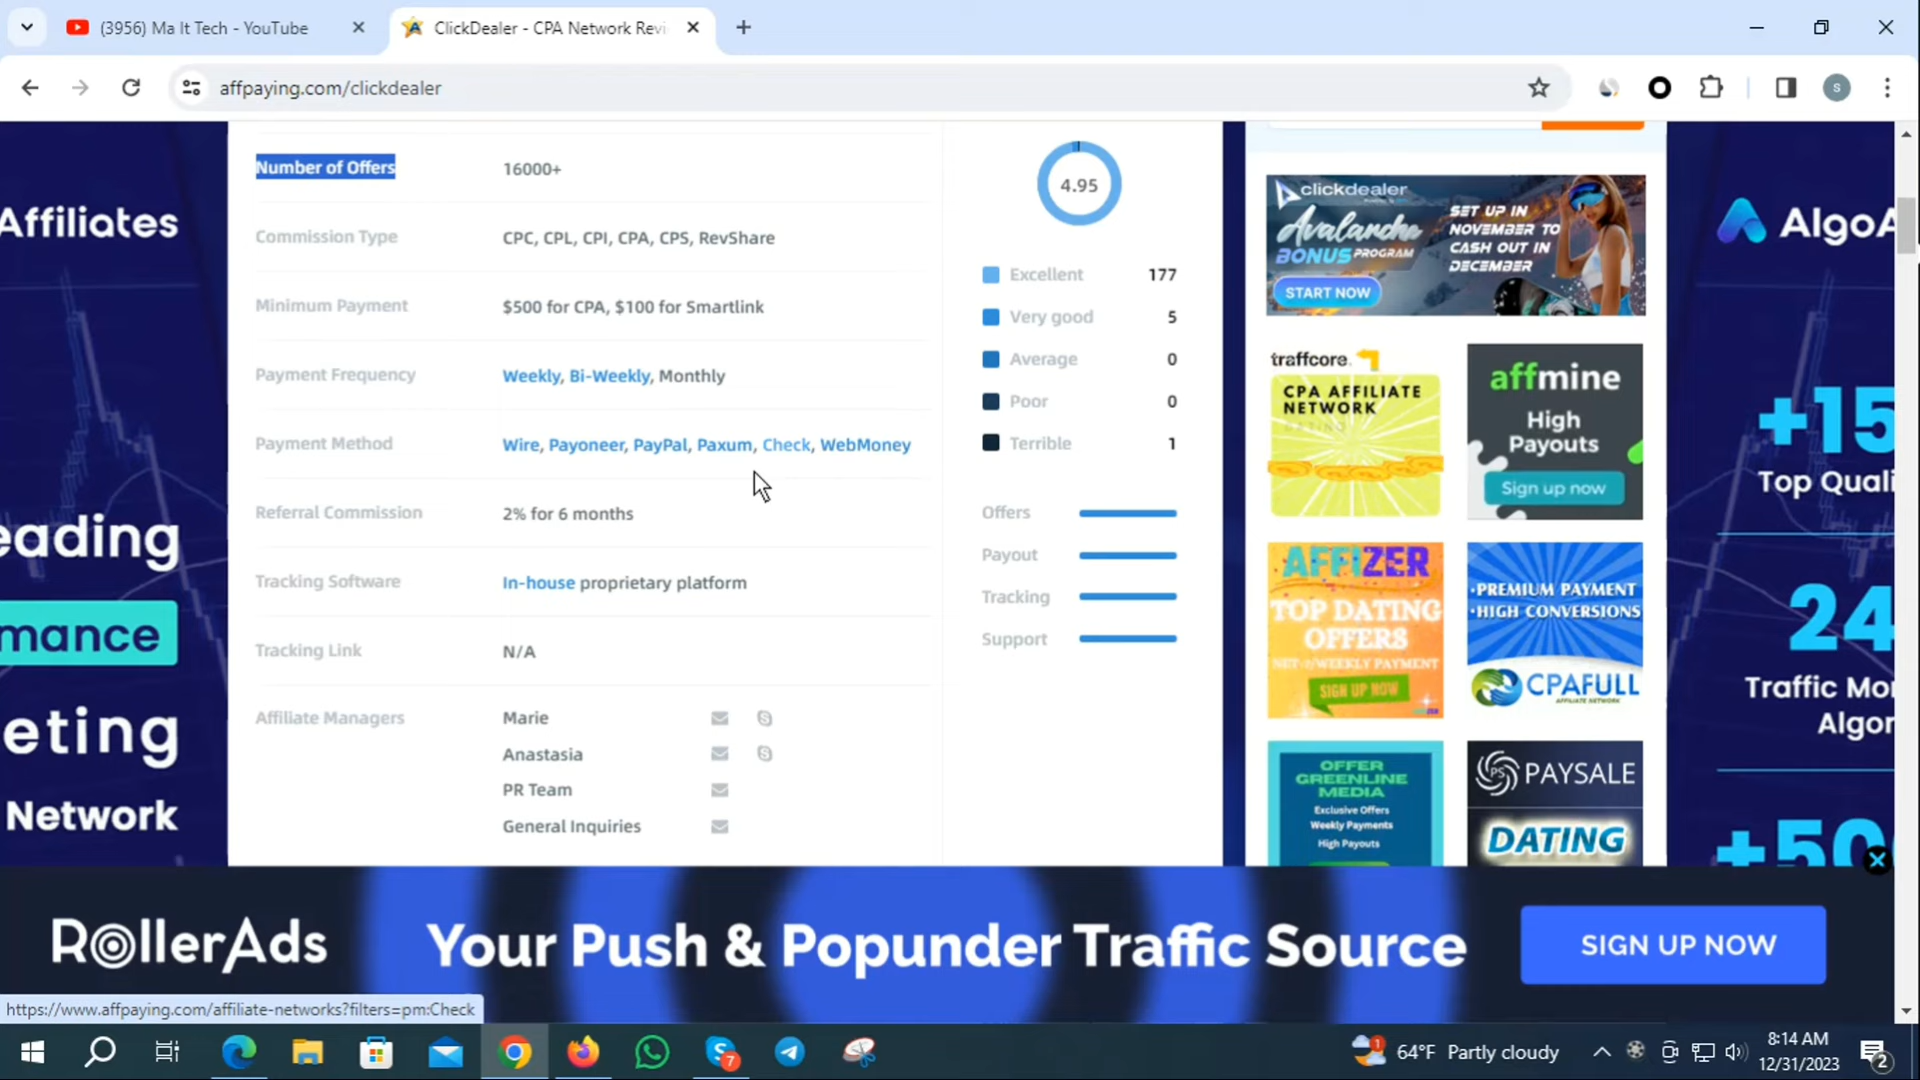 (3956) Ma It Tech - YouTube
ClickDealer - CPA Network Revi
affpaying.com/clickdealer
S
Number of Offers 16000+
Commission Type CPC, CPL, CPI, CPA, CPS, RevShare
Minimum Payment $500 for CPA, $100 for Smartlink
Payment Frequency Weekly, Bi-Weekly, Monthly
Payment Method Wire, Payoneer, PayPal, Paxum, Check, WebMoney
Referral Commission 2% for 6 months
Tracking Software In-house proprietary platform
Tracking Link N/A
Affiliate Managers Marie
Anastasia
PR Team
General Inquiries
4.95
Excellent 177
Very good 5
Average 0
Poor 0
Terrible 1
Offers
Payout
Tracking
Support
clickdealer
Avalanche
BONUS PROGRAM
START NOW
SET UP IN
NOVEMBER TO
CASH OUT IN
DECEMBER
traffcore.
CPA AFFILIATE
NETWORK
affmine
High
Payouts
Sign up now
AFFIZER
TOP DATING
OFFERS
SIGN UP NOW
AFFIZER
•PREMIUM PAYMENT
•HIGH CONVERSIONS
CPAFULL
AFFILIATE NETWORK
OFFER
GREENLINE
MEDIA
Exclusive Offers
Weekly Payments
High Payouts
PS PAYSALE
DATING
Affiliates
eading
mance
eting
Network
AlgoA
+15
Top Quali
24
Traffic Mo
Algor
+50
RollerAds
Your Push & Popunder Traffic Source
SIGN UP NOW
https://www.affpaying.com/affiliate-networks?filters=pm:Check
7
1
64°F Partly cloudy
8:14 AM
12/31/2023
2